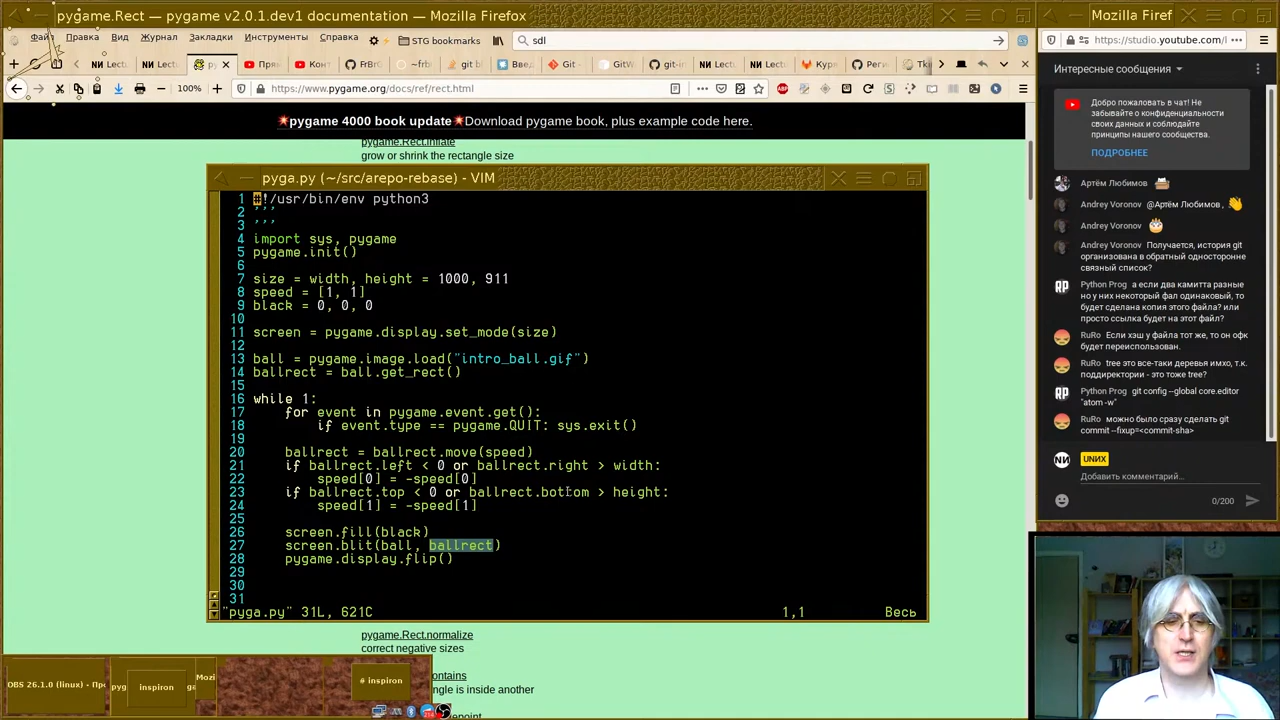 pygame.Rect — pygame v2.0.1.dev1 documentation — Mozilla Firefox
Файл Правка Вид Журнал Закладки Инструменты Справка
STG bookmarks
sdl
100%
https://www.pygame.org/docs/ref/rect.html
💥pygame 4000 book update💥Download pygame book, plus example code here.
pygame.Rect.inflate
grow or shrink the rectangle size
pyga.py (~/src/arepo-rebase) - VIM
1 #!/usr/bin/env python3
2 '''
3 '''
4 import sys, pygame
5 pygame.init()
6
7 size = width, height = 1000, 911
8 speed = [1, 1]
9 black = 0, 0, 0
10
11 screen = pygame.display.set_mode(size)
12
13 ball = pygame.image.load("intro_ball.gif")
14 ballrect = ball.get_rect()
15
16 while 1:
17     for event in pygame.event.get():
18         if event.type == pygame.QUIT: sys.exit()
19
20     ballrect = ballrect.move(speed)
21     if ballrect.left < 0 or ballrect.right > width:
22         speed[0] = -speed[0]
23     if ballrect.top < 0 or ballrect.bottom > height:
24         speed[1] = -speed[1]
25
26     screen.fill(black)
27     screen.blit(ball, ballrect)
28     pygame.display.flip()
29
30
31
"pyga.py" 31L, 621C 1,1 Весь
pygame.Rect.normalize
correct negative sizes
ontains
ngle is inside another
Mozi
inspiron
# inspiron
Mozilla Firef
https://studio.youtube.com/l
Интересные сообщения
Добро пожаловать в чат! Не
забывайте о конфиденциальности
своих данных и соблюдайте
принципы нашего сообщества.
ПОДРОБНЕЕ
Артём Любимов
Andrey Voronov @Артём Любимов, 👋
Andrey Voronov
Andrey Voronov Получается, история git
организована в обратный односторонне
связный список?
Python Prog а если два каммита разные
но у них некоторый фал одинаковый, то
будет сделана копия этого файла? или
просто ссылка будет на этот файл?
RuRo Если хэш у файла тот же, то он офк
будет переиспользован.
RuRo tree это все-таки деревья имхо, т.к.
поддиректории - это тоже tree?
Python Prog git config --global core.editor
"atom -w"
RuRo можно было сразу сделать git
commit --fixup=<commit-sha>
UNИX
Добавить комментарий...
0/200